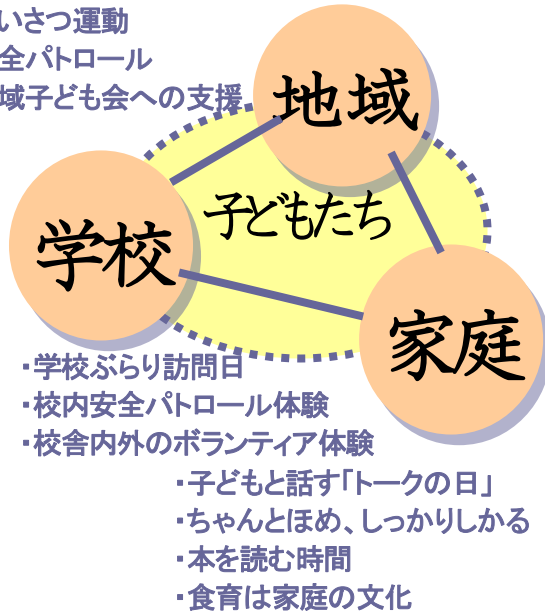 いさつ運動
全パトロール
域子ども会への支援
地域
子どもたち
学校
家庭
・学校ぶらり訪問日
・校内安全パトロール体験
・校舎内外のボランティア体験
・子どもと話す「トークの日」
・ちゃんとほめ、しっかりしかる
・本を読む時間
・食育は家庭の文化